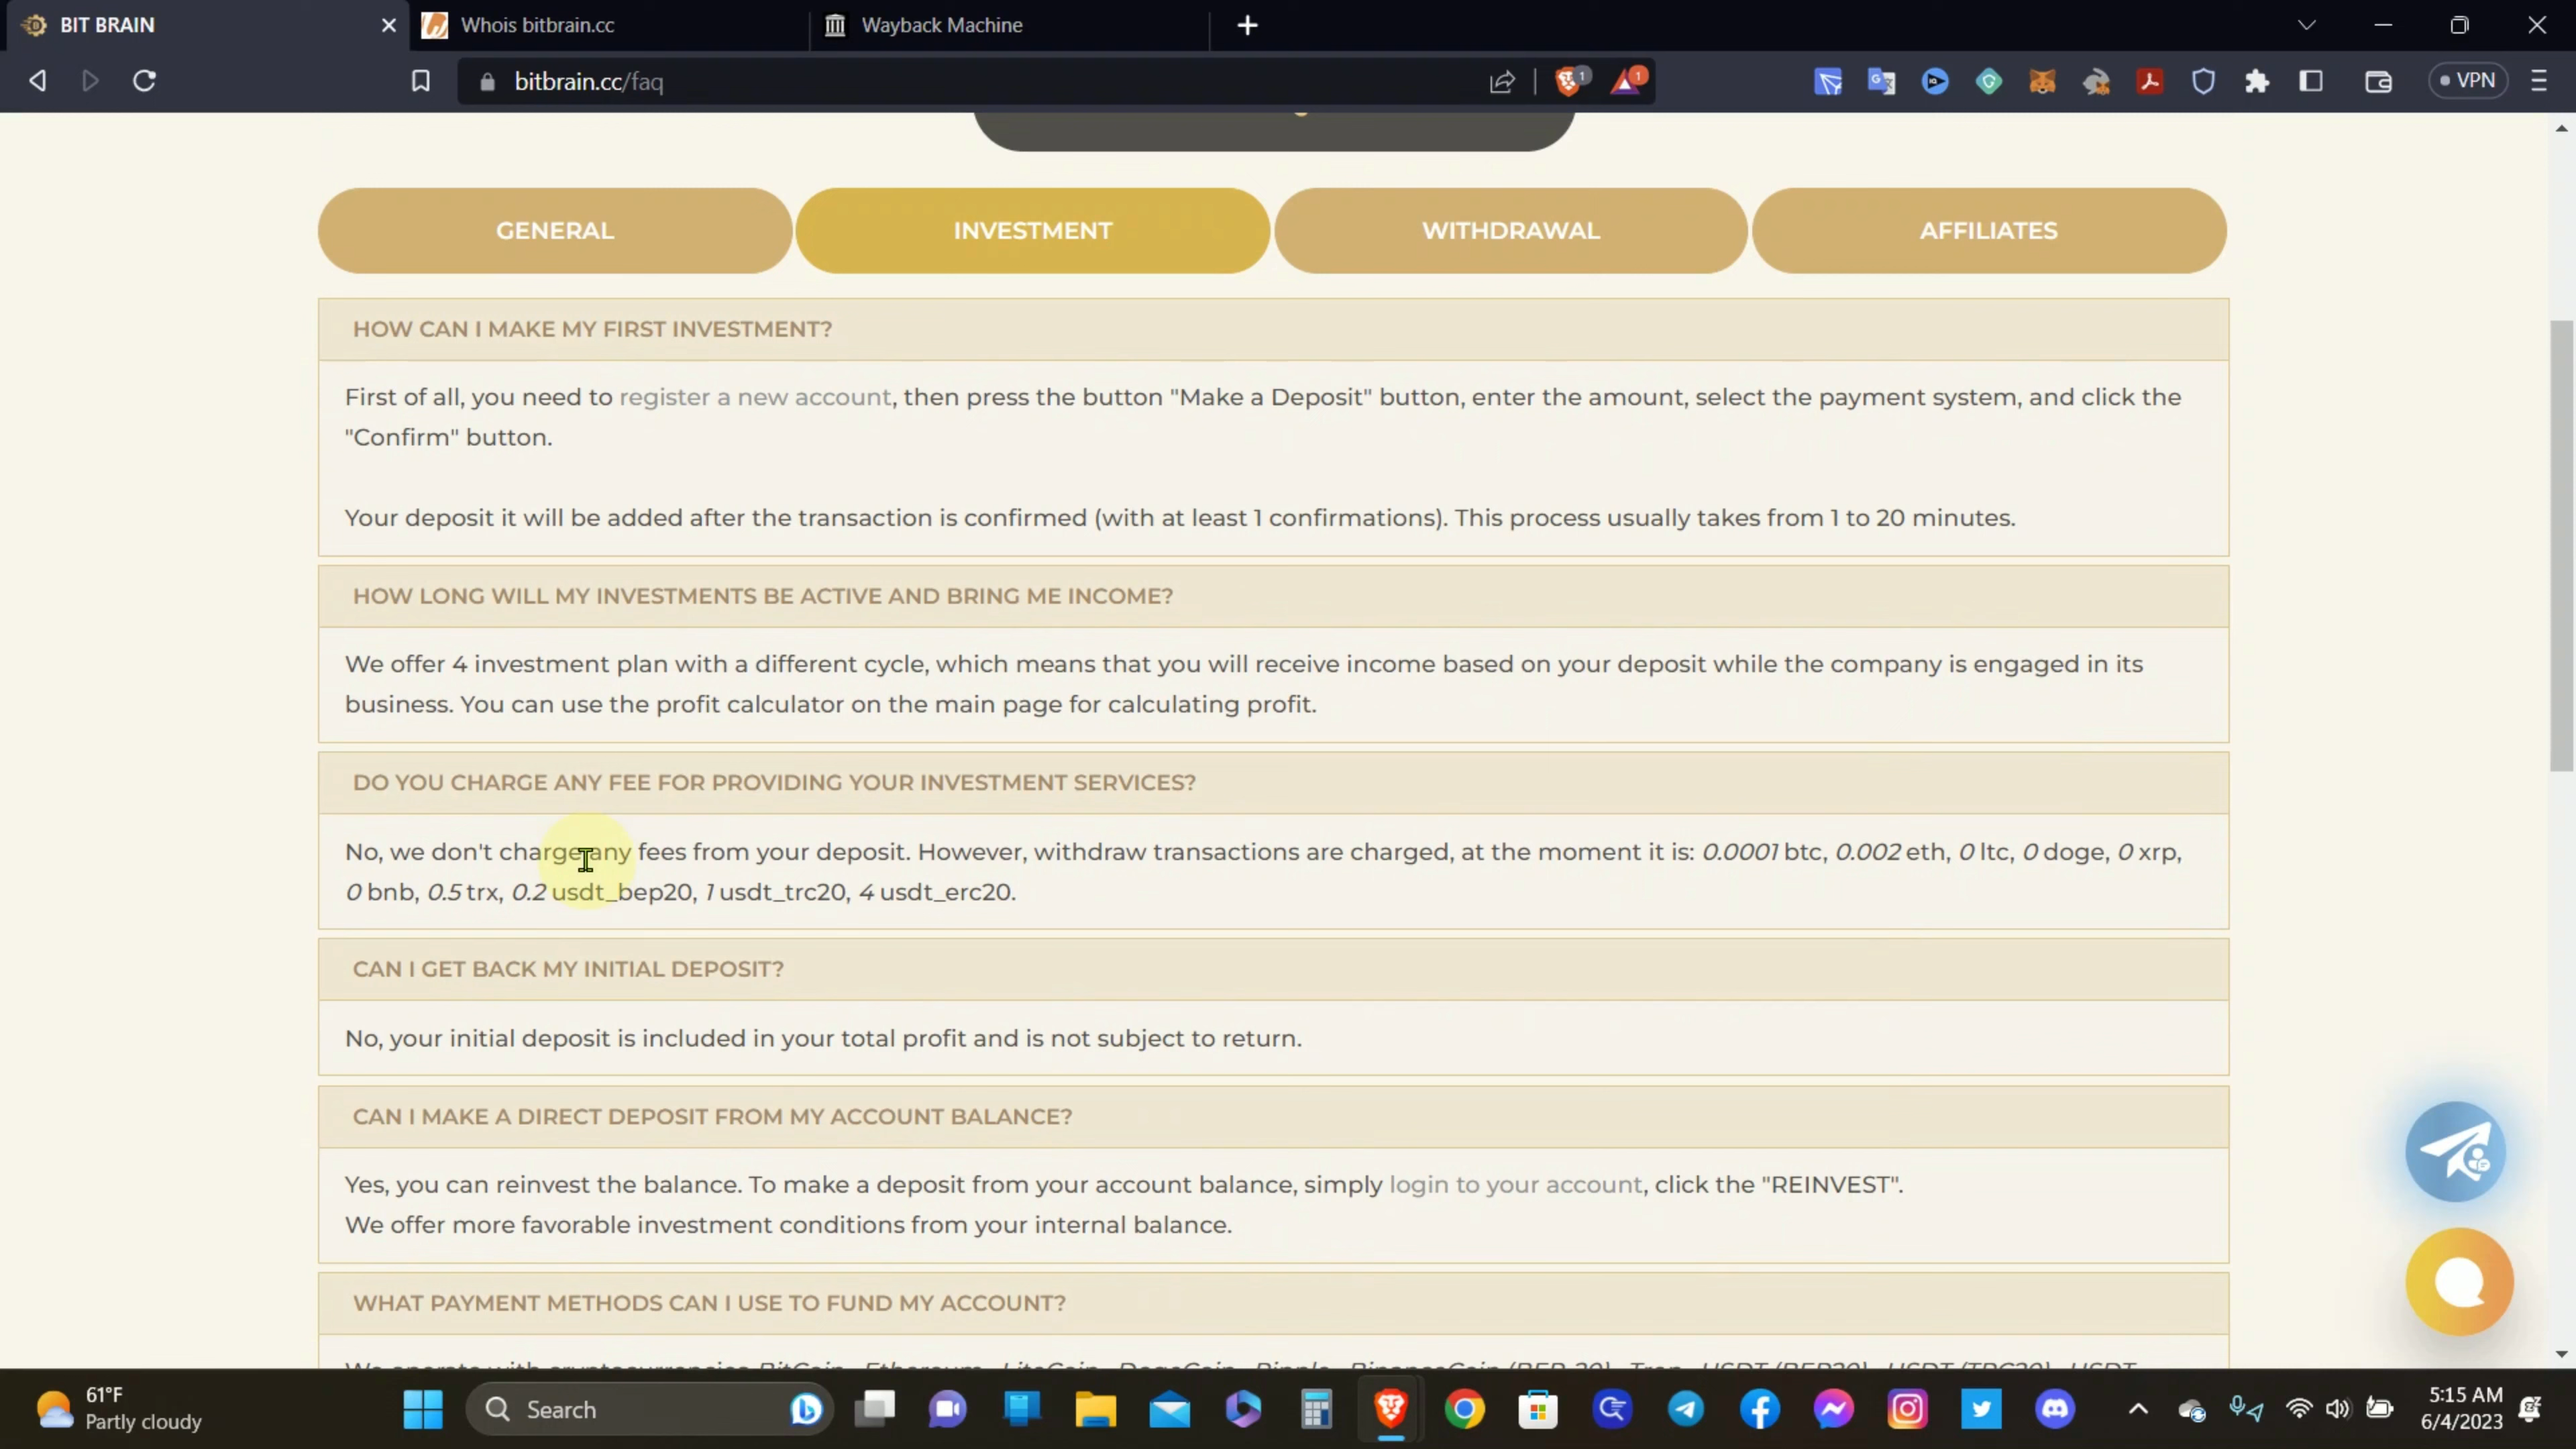 BIT BRAIN
Whois bitbrain.cc
Wayback Machine
bitbrain.cc/faq
1
1
VPN
GENERAL
INVESTMENT
WITHDRAWAL
AFFILIATES
HOW CAN I MAKE MY FIRST INVESTMENT?
First of all, you need to register a new account, then press the button "Make a Deposit" button, enter the amount, select the payment system, and click the
"Confirm" button.
Your deposit it will be added after the transaction is confirmed (with at least 1 confirmations). This process usually takes from 1 to 20 minutes.
HOW LONG WILL MY INVESTMENTS BE ACTIVE AND BRING ME INCOME?
We offer 4 investment plan with a different cycle, which means that you will receive income based on your deposit while the company is engaged in its
business. You can use the profit calculator on the main page for calculating profit.
DO YOU CHARGE ANY FEE FOR PROVIDING YOUR INVESTMENT SERVICES?
No, we don't charge any fees from your deposit. However, withdraw transactions are charged, at the moment it is: 0.0001 btc, 0.002 eth, 0 ltc, 0 doge, 0 xrp,
0 bnb, 0.5 trx, 0.2 usdt_bep20, 1 usdt_trc20, 4 usdt_erc20.
CAN I GET BACK MY INITIAL DEPOSIT?
No, your initial deposit is included in your total profit and is not subject to return.
CAN I MAKE A DIRECT DEPOSIT FROM MY ACCOUNT BALANCE?
Yes, you can reinvest the balance. To make a deposit from your account balance, simply login to your account, click the "REINVEST".
We offer more favorable investment conditions from your internal balance.
WHAT PAYMENT METHODS CAN I USE TO FUND MY ACCOUNT?
61°F
Partly cloudy
Search
5:15 AM
6/4/2023